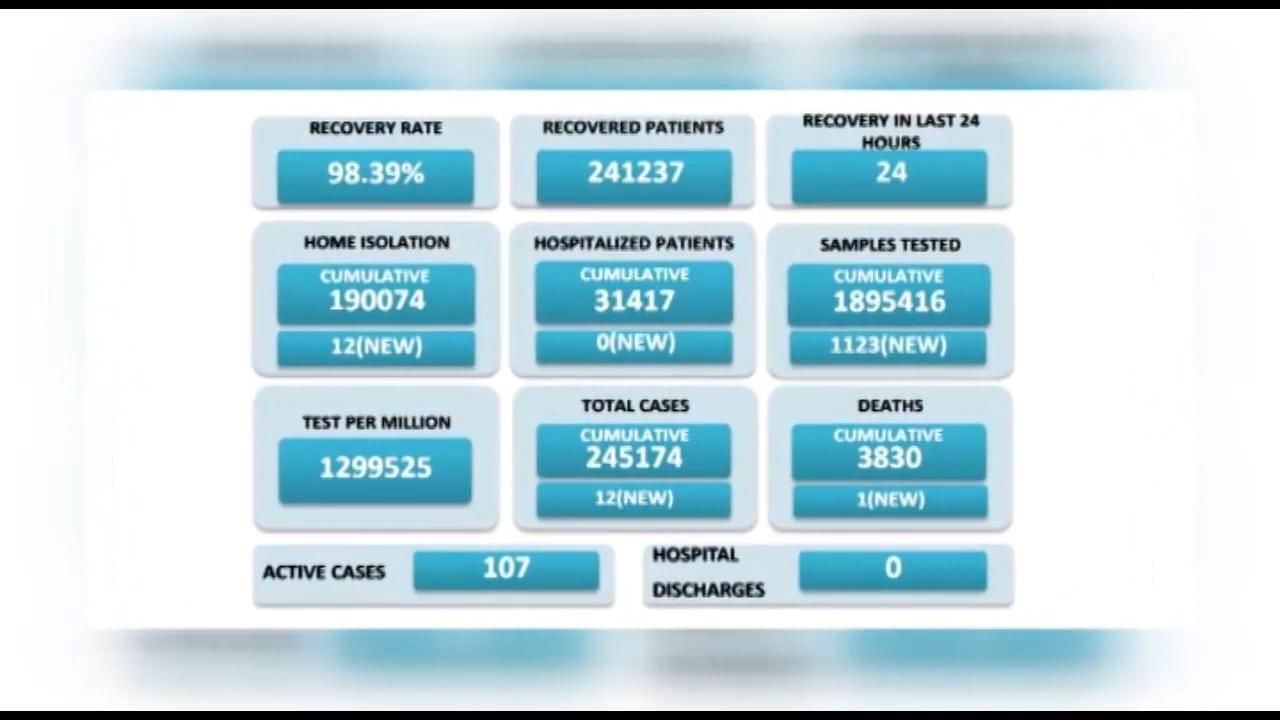 RECOVERY RATE
98.39%
RECOVERED PATIENTS
241237
RECOVERY IN LAST 24
HOURS
24
HOME ISOLATION
CUMULATIVE
190074
12(NEW)
HOSPITALIZED PATIENTS
CUMULATIVE
31417
0(NEW)
SAMPLES TESTED
CUMULATIVE
1895416
1123(NEW)
TEST PER MILLION
1299525
TOTAL CASES
CUMULATIVE
245174
12(NEW)
DEATHS
CUMULATIVE
3830
1(NEW)
ACTIVE CASES
107
HOSPITAL
DISCHARGES
0